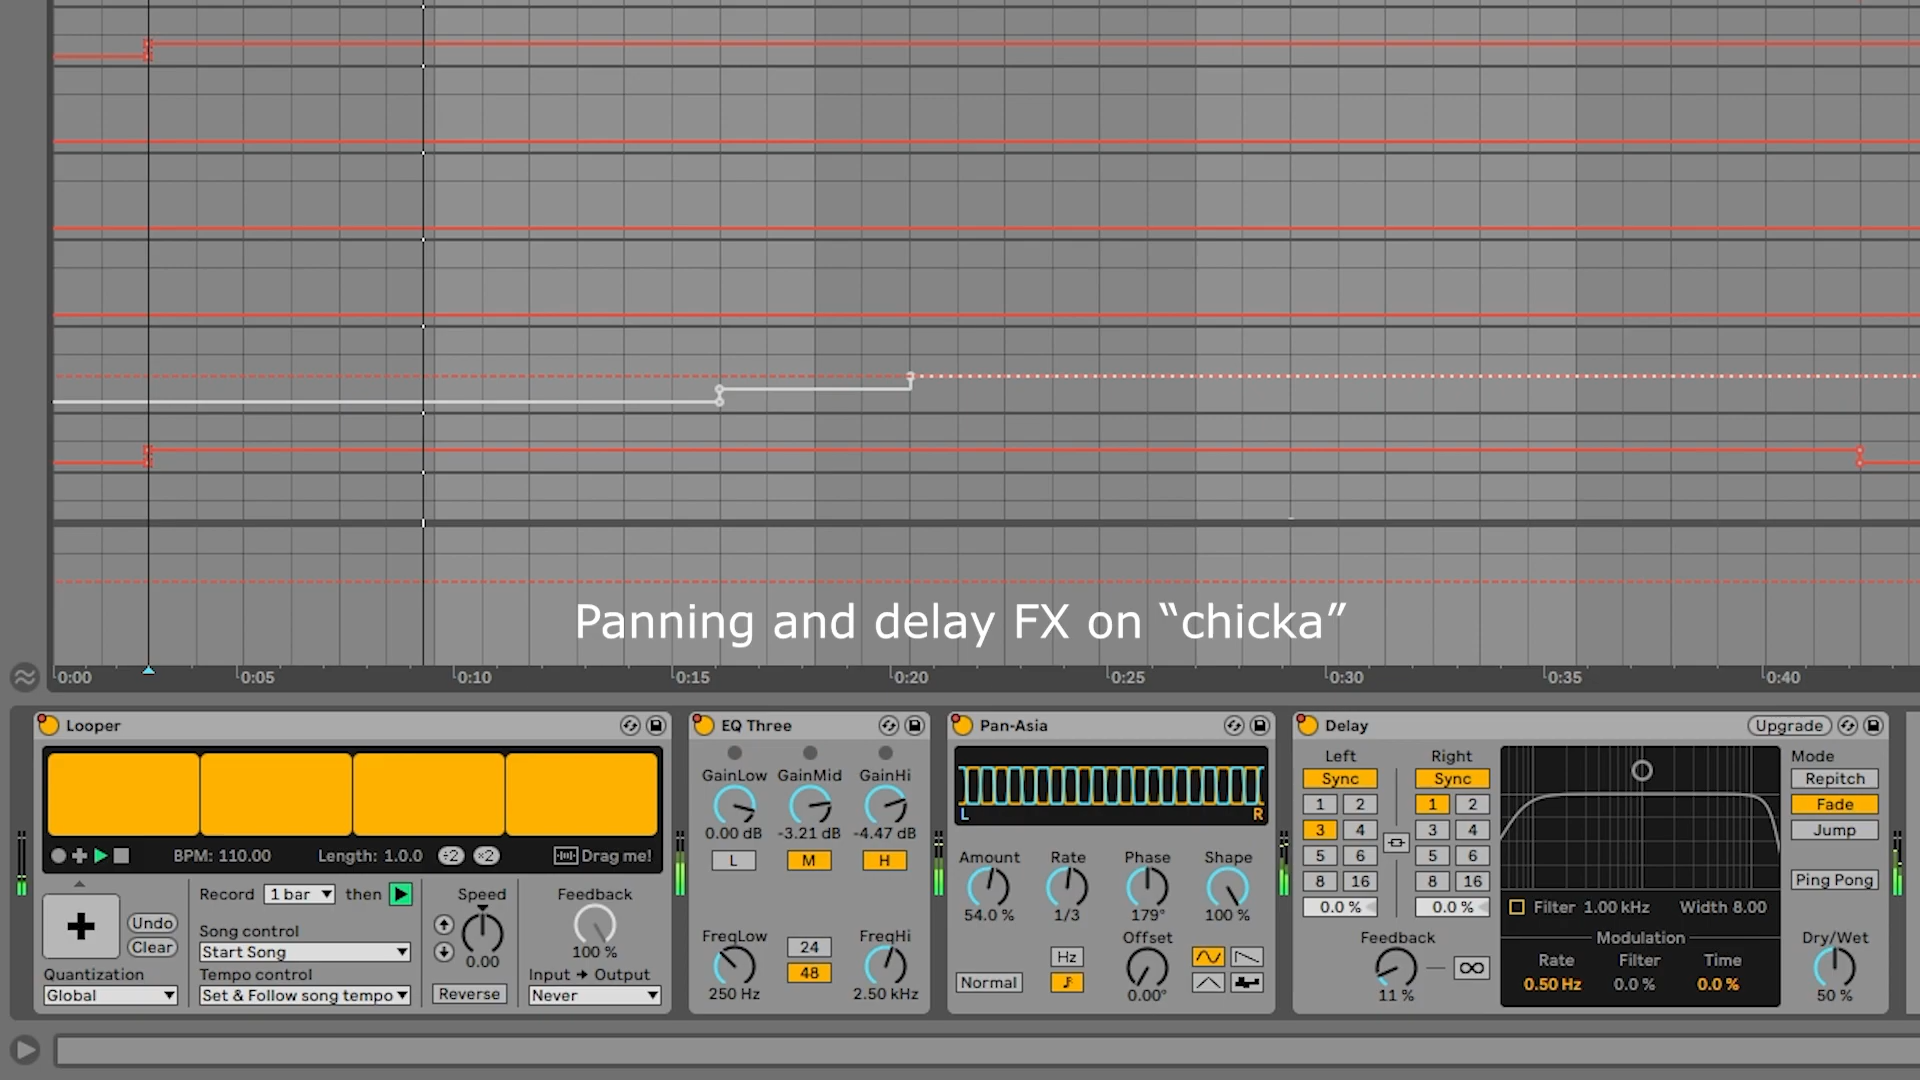 Panning and delay FX on “chicka”
0:00 0:05 0:10 0:15 0:20 0:25 0:30 0:35 0:40
Looper
BPM: 110.00 Length: 1.0.0 ÷2 ×2 Drag me!
Record 1 bar then
Speed
Feedback
Undo
Clear
Song control
Start Song
0.00
100 %
Quantization
Tempo control
Input → Output
Global
Set & Follow song tempo
Reverse
Never
EQ Three
GainLow GainMid GainHi
0.00 dB -3.21 dB -4.47 dB
L M H
FreqLow 24 FreqHi
48
250 Hz 2.50 kHz
Pan-Asia
L R
Amount Rate Phase Shape
54.0 % 1/3 179° 100 %
Offset
Hz
Normal
0.00°
Delay Upgrade
Left Right Mode
Sync Sync Repitch
1 2 1 2 Fade
3 4 3 4 Jump
5 6 5 6
8 16 8 16 Ping Pong
0.0 % 0.0 % Filter 1.00 kHz Width 8.00
Feedback Modulation Dry/Wet
Rate Filter Time
0.50 Hz 0.0 % 0.0 %
11 % 50 %